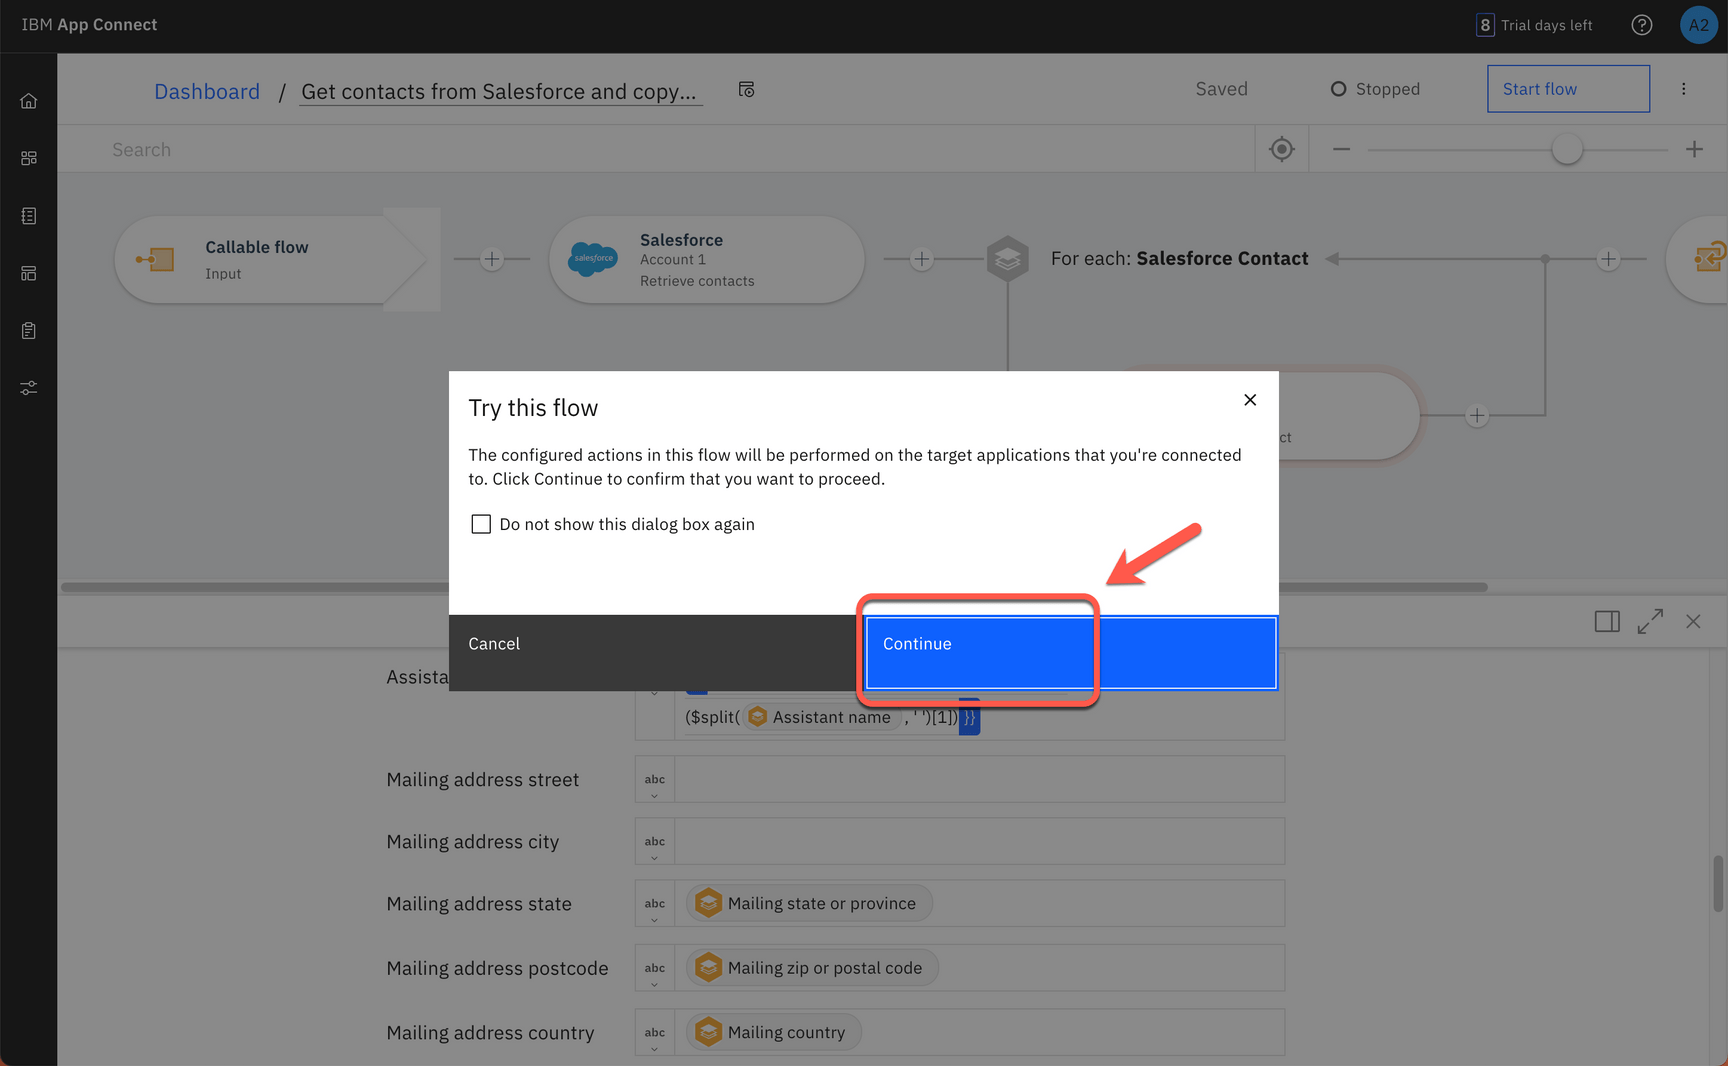 IBM App Connect
8 Trial days left
A2
Dashboard / Get contacts from Salesforce and copy...
Saved
Stopped
Start flow
Search
Callable flow
Input
salesforce
Salesforce
Account 1
Retrieve contacts
For each: Salesforce Contact
ct
Try this flow
The configured actions in this flow will be performed on the target applications that you're connected
to. Click Continue to confirm that you want to proceed.
Do not show this dialog box again
Cancel
Continue
Assista
($split( Assistant name , ' ')[1]) }}
Mailing address street
abc
Mailing address city
abc
Mailing address state
abc
Mailing state or province
Mailing address postcode
abc
Mailing zip or postal code
Mailing address country
abc
Mailing country